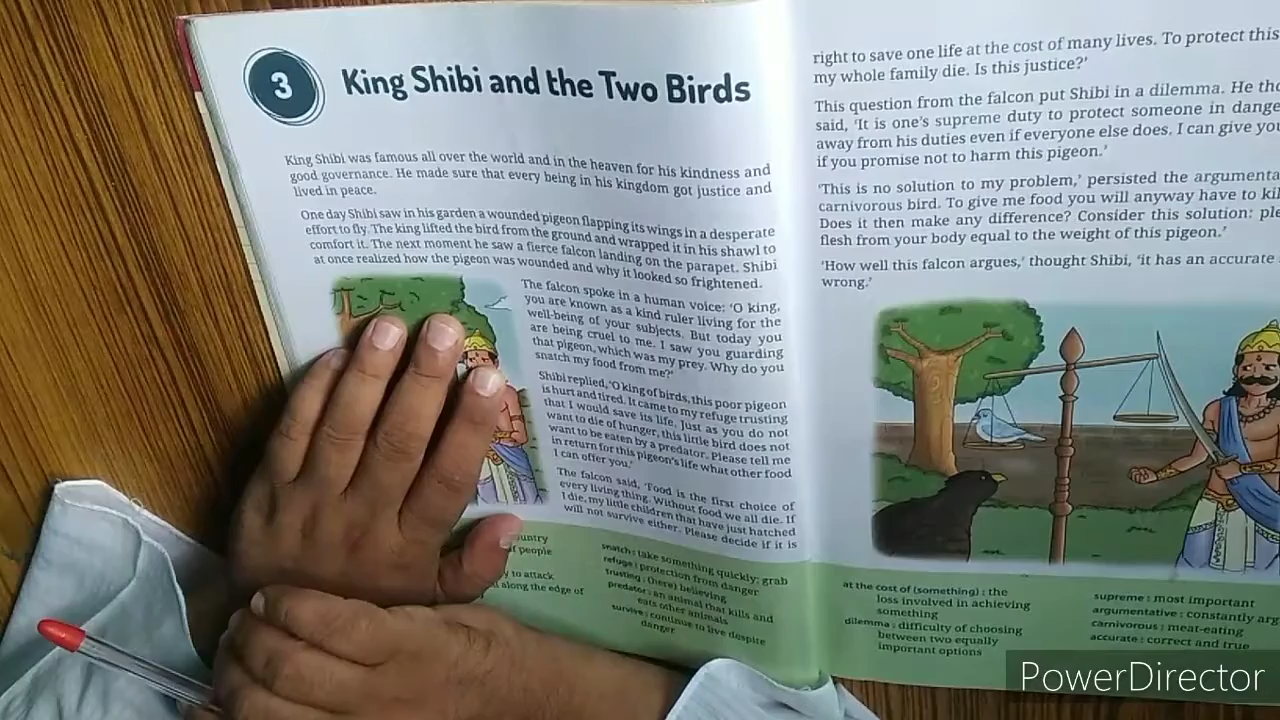 3
King Shibi and the Two Birds
King Shibi was famous all over the world and in the heaven for his kindness and
good governance. He made sure that every being in his kingdom got justice and
lived in peace.
One day Shibi saw in his garden a wounded pigeon flapping its wings in a desperate
effort to fly. The king lifted the bird from the ground and wrapped it in his shawl to
comfort it. The next moment he saw a fierce falcon landing on the parapet. Shibi
at once realized how the pigeon was wounded and why it looked so frightened.
The falcon spoke in a human voice: ‘O king,
you are known as a kind ruler living for the
well-being of your subjects. But today you
are being cruel to me. I saw you guarding
that pigeon, which was my prey. Why do you
snatch my food from me?’
Shibi replied, ‘O king of birds, this poor pigeon
is hurt and tired. It came to my refuge trusting
that I would save its life. Just as you do not
want to die of hunger, this little bird does not
want to be eaten by a predator. Please tell me
in return for this pigeon's life what other food
I can offer you.’
The falcon said, ‘Food is the first choice of
every living thing. Without food we all die. If
I die, my little children that have just hatched
will not survive either. Please decide if it is
people
to attack
along the edge of
snatch : take something quickly; grab
refuge : protection from danger
trusting : (here) believing
predator : an animal that kills and
eats other animals
survive : continue to live despite
danger
right to save one life at the cost of many lives. To protect this
my whole family die. Is this justice?’
This question from the falcon put Shibi in a dilemma. He
said, ‘It is one's supreme duty to protect someone in
away from his duties even if everyone else does. I can give
if you promise not to harm this pigeon.’
‘This is no solution to my problem,’ persisted the
carnivorous bird. To give me food you will anyway have to
Does it then make any difference? Consider this solution:
flesh from your body equal to the weight of this pigeon.’
‘How well this falcon argues,’ thought Shibi, ‘it has an accurate
wrong.’
at the cost of (something) : the
loss involved in achieving
something
dilemma : difficulty of choosing
between two equally
important options
supreme : most important
argumentative : constantly
carnivorous : meat-eating
accurate : correct and true
PowerDirector